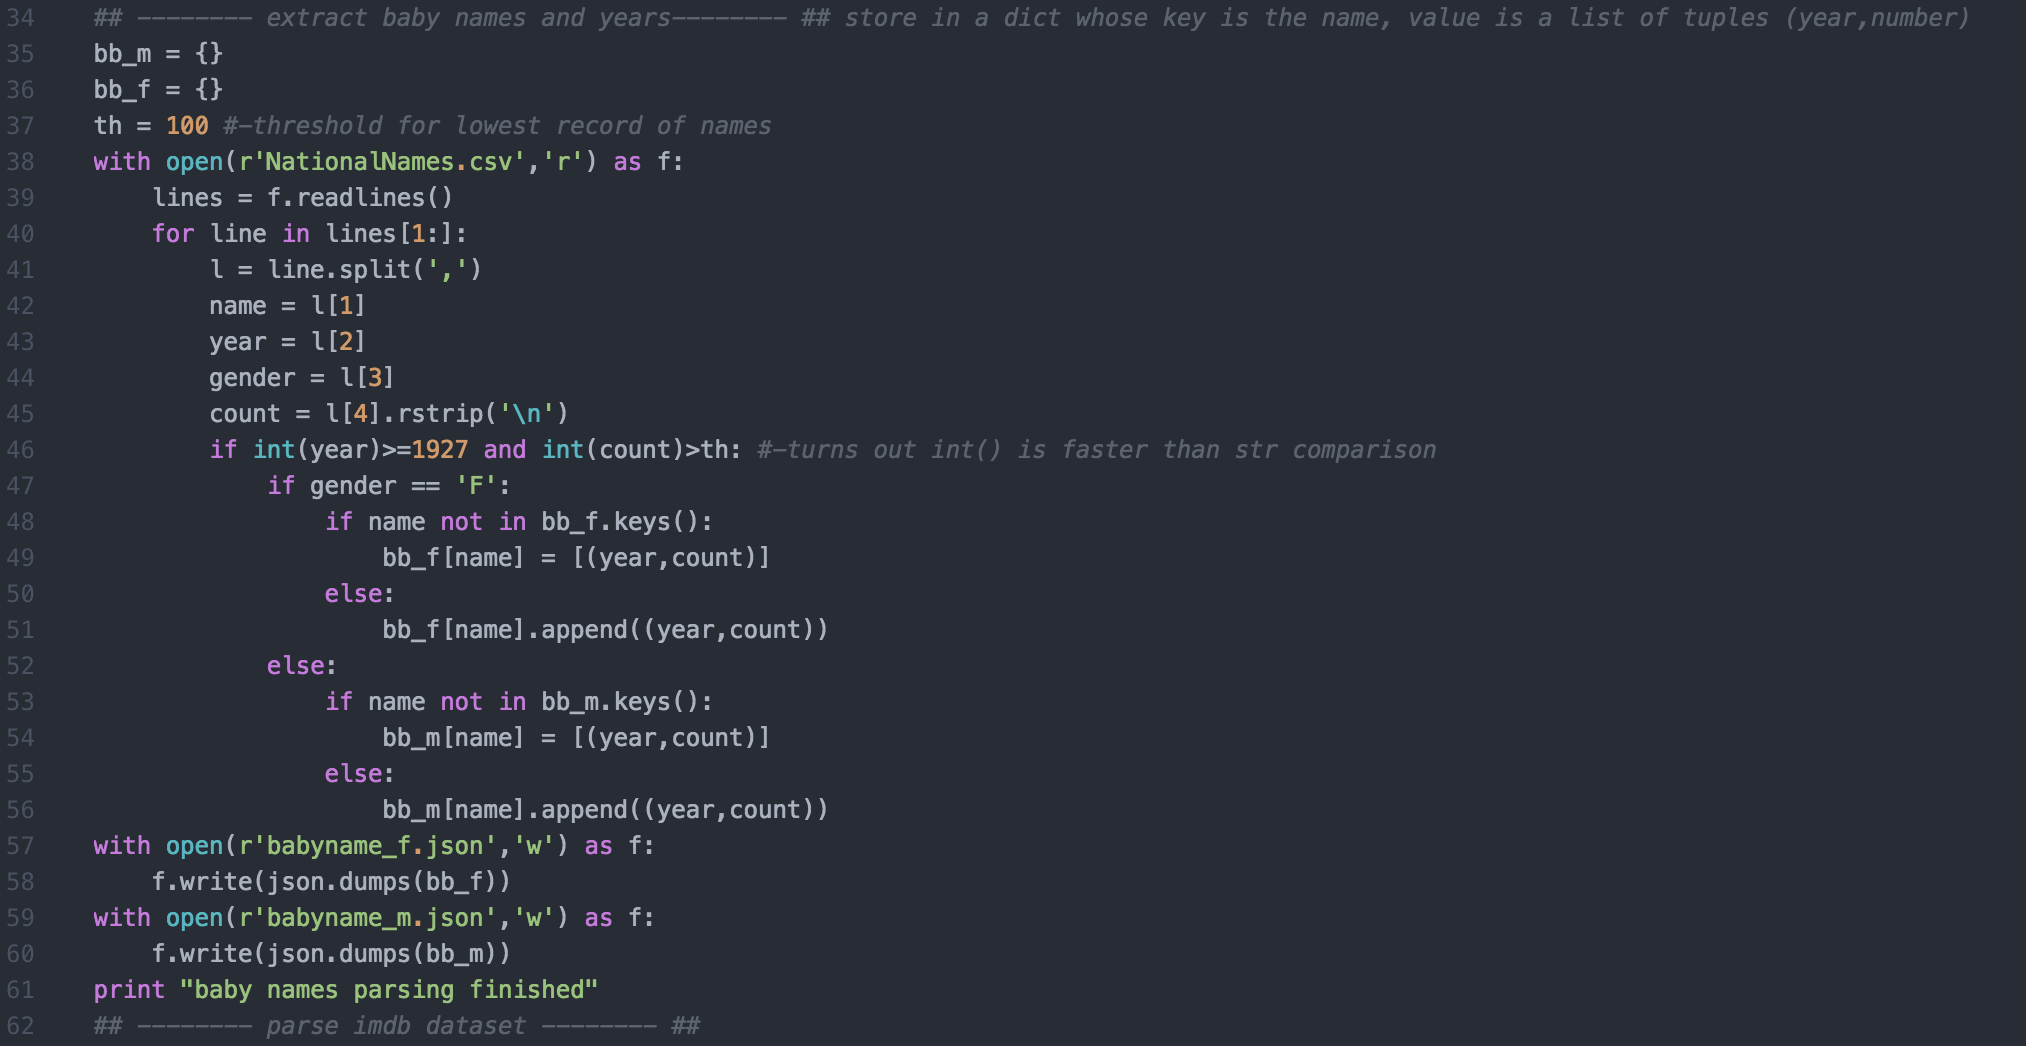 34 ## -------- extract baby names and years-------- ## store in a dict whose key is the name, value is a list of tuples (year,number)
35 bb_m = {}
36 bb_f = {}
37 th = 100 #-threshold for lowest record of names
38 with open(r'NationalNames.csv','r') as f:
39     lines = f.readlines()
40     for line in lines[1:]:
41         l = line.split(',')
42         name = l[1]
43         year = l[2]
44         gender = l[3]
45         count = l[4].rstrip('\n')
46         if int(year)>=1927 and int(count)>th: #-turns out int() is faster than str comparison
47             if gender == 'F':
48                 if name not in bb_f.keys():
49                     bb_f[name] = [(year,count)]
50                 else:
51                     bb_f[name].append((year,count))
52             else:
53                 if name not in bb_m.keys():
54                     bb_m[name] = [(year,count)]
55                 else:
56                     bb_m[name].append((year,count))
57 with open(r'babyname_f.json','w') as f:
58     f.write(json.dumps(bb_f))
59 with open(r'babyname_m.json','w') as f:
60     f.write(json.dumps(bb_m))
61 print "baby names parsing finished"
62 ## -------- parse imdb dataset -------- ##